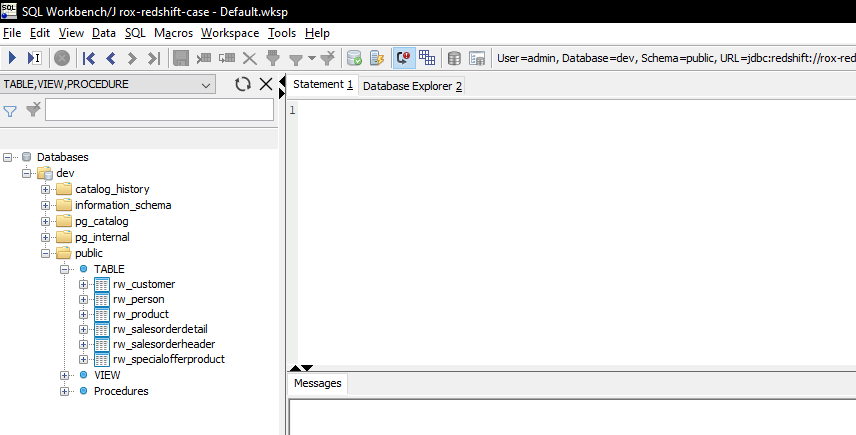 SQL Workbench/J rox-redshift-case - Default.wksp
File Edit View Data SQL Macros Workspace Tools Help
User=admin, Database=dev, Schema=public, URL=jdbc:redshift://rox-red
TABLE,VIEW,PROCEDURE
Statement 1 Database Explorer 2
1
Databases
dev
catalog_history
information_schema
pg_catalog
pg_internal
public
TABLE
rw_customer
rw_person
rw_product
rw_salesorderdetail
rw_salesorderheader
rw_specialofferproduct
VIEW
Procedures
Messages